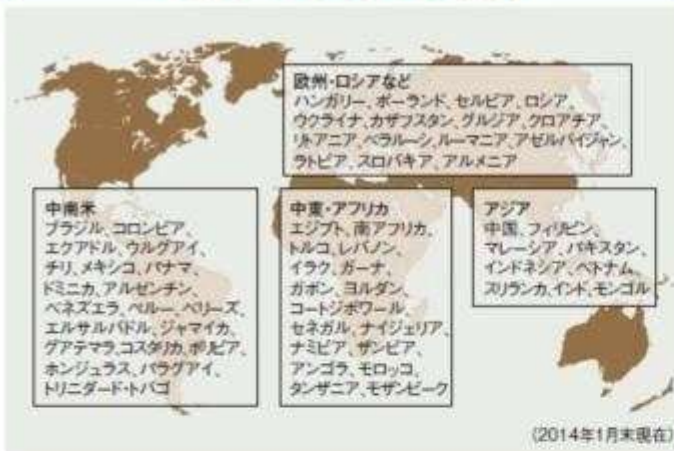 欧州・ロシアなど
ハンガリー、ポーランド、セルビア、ロシア、
ウクライナ、カザフスタン、グルジア、クロアチア、
リトアニア、ベラルーシ、ルーマニア、アゼルバイジャン、
ラトビア、スロバキア、アルメニア
中南米
ブラジル、コロンビア、
エクアドル、ウルグアイ、
チリ、メキシコ、パナマ、
ドミニカ、アルゼンチン、
ベネズエラ、ペルー、ベリーズ、
エルサルバドル、ジャマイカ、
グアテマラ、コスタリカ、ボリビア、
ホンジュラス、パラグアイ、
トリニダード・トバゴ
中東・アフリカ
エジプト、南アフリカ、
トルコ、レバノン、
イラク、ガーナ、
ガボン、ヨルダン、
コートジボワール、
セネガル、ナイジェリア、
ナミビア、ザンビア、
アンゴラ、モロッコ、
タンザニア、モザンビーク
アジア
中国、フィリピン、
マレーシア、パキスタン、
インドネシア、ベトナム、
スリランカ、インド、モンゴル
(2014年1月末現在)